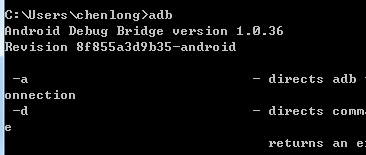 C:\Users\chenlong>adb
Android Debug Bridge version 1.0.36
Revision 8f855a3d9b35-android
-a - directs adb
onnection
-d - directs comm
e
returns an